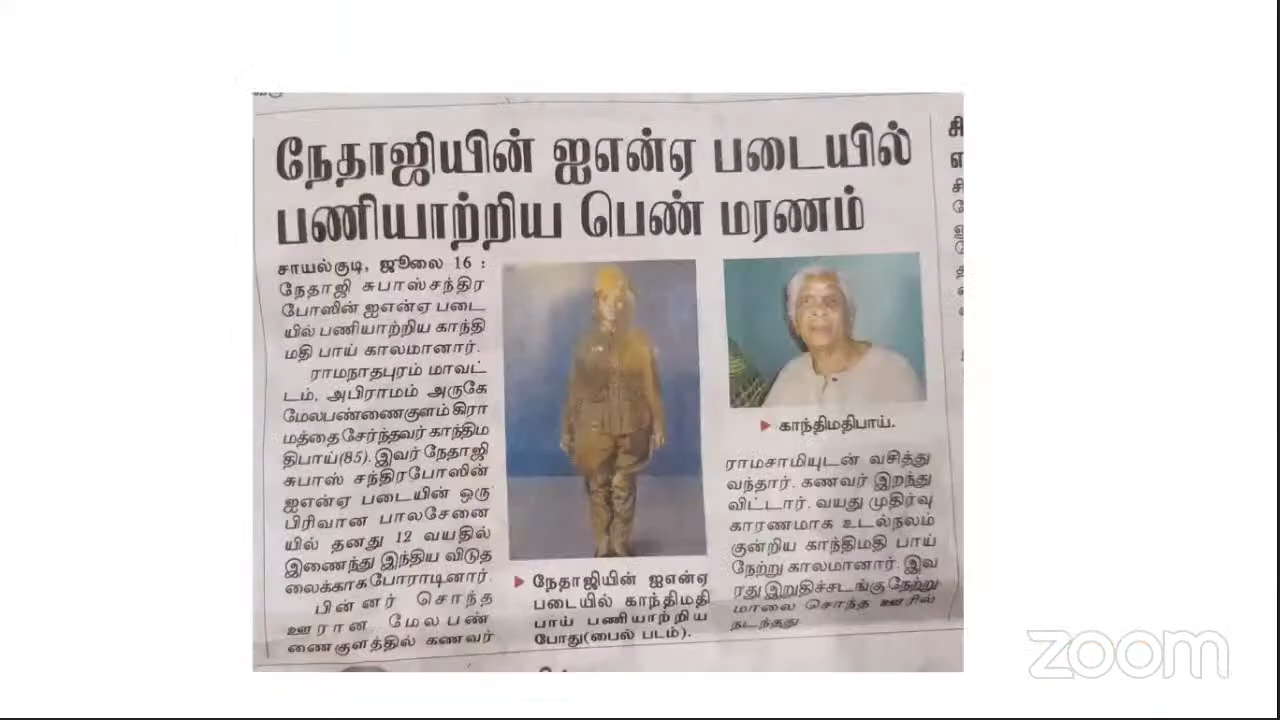 நேதாஜியின் ஐஎன்ஏ படையில்
பணியாற்றிய பெண் மரணம்
சாயல்குடி, ஜூலை 16 :
நேதாஜி சுபாஸ்சந்திர
போஸின் ஐஎன்ஏ படை
யில் பணியாற்றிய காந்தி
மதி பாய் காலமானார்.
ராமநாதபுரம் மாவட்
டம், அபிராமம் அருகே
மேலபண்ணைகுளம் கிரா
மத்தை சேர்ந்தவர் காந்திம
திபாய்(85). இவர் நேதாஜி
சுபாஸ் சந்திரபோஸின்
ஐஎன்ஏ படையின் ஒரு
பிரிவான பாலசேனை
யில் தனது 12 வயதில்
இணைந்து இந்திய விடுத
லைக்காக போராடினார்.
பின்னர் சொந்த
ஊரான மேலபண்
ணைகுளத்தில் கணவர்
▶ நேதாஜியின் ஐஎன்ஏ
படையில் காந்திமதி
பாய் பணியாற்றிய
போது(பைல் படம்).
▶ காந்திமதிபாய்.
ராமசாமியுடன் வசித்து
வந்தார். கணவர் இறந்து
விட்டார். வயது முதிர்வு
காரணமாக உடல்நலம்
குன்றிய காந்திமதி பாய்
நேற்று காலமானார். இவ
ரது இறுதிச்சடங்கு நேற்று
மாலை சொந்த ஊரில்
நடந்தது
zoom